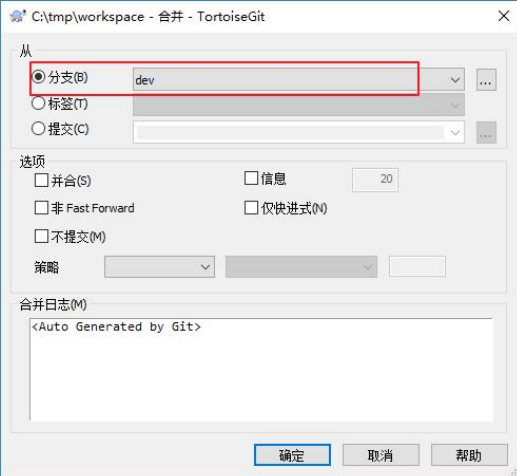 C:\tmp\workspace - 合并 - TortoiseGit
从
分支(B) dev ...
标签(T)
提交(C) ...
选项
并合(S) 信息 20
非 Fast Forward 仅快进式(N)
不提交(M)
策略
合并日志(M)
<Auto Generated by Git>
确定 取消 帮助